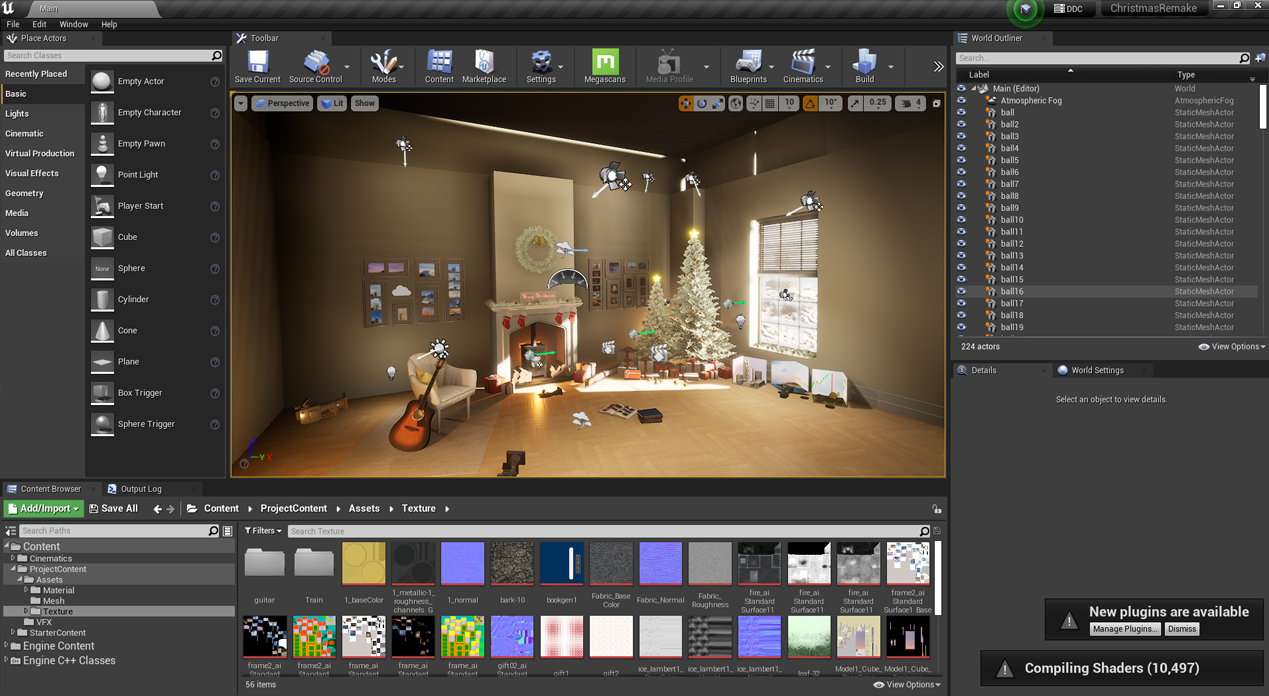 Main
DDC
ChristmasRemake
File Edit Window Help
Place Actors
Search Classes
Recently Placed
Basic
Lights
Cinematic
Virtual Production
Visual Effects
Geometry
Media
Volumes
All Classes
Empty Actor
Empty Character
Empty Pawn
Point Light
Player Start
Cube
None
Sphere
Cylinder
Cone
Plane
Box Trigger
Sphere Trigger
Toolbar
Save Current
Source Control
Modes
Content
Marketplace
Settings
Megascans
Media Profile
Blueprints
Cinematics
Build
Perspective
Lit
Show
10
10°
0.25
4
World Outliner
Search...
Label Type
Main (Editor) World
Atmospheric Fog AtmosphericFog
ball StaticMeshActor
ball2 StaticMeshActor
ball3 StaticMeshActor
ball4 StaticMeshActor
ball5 StaticMeshActor
ball6 StaticMeshActor
ball7 StaticMeshActor
ball8 StaticMeshActor
ball9 StaticMeshActor
ball10 StaticMeshActor
ball11 StaticMeshActor
ball12 StaticMeshActor
ball13 StaticMeshActor
ball14 StaticMeshActor
ball15 StaticMeshActor
ball16 StaticMeshActor
ball17 StaticMeshActor
ball18 StaticMeshActor
ball19 StaticMeshActor
224 actors
View Options
Details
World Settings
Select an object to view details.
Content Browser
Output Log
Add/Import
Save All
Content
ProjectContent
Assets
Texture
Search Paths
Content
Cinematics
ProjectContent
Assets
Material
Mesh
Texture
VFX
StarterContent
Engine Content
Engine C++ Classes
Filters
Search Texture
guitar
Train
1_baseColor
1_metallic-1_
roughness_
channels_G
1_normal
bark-10
bookgen1
Fabric_Base
Color
Fabric_Normal
Fabric_
Roughness
fire_ai
Standard
Surface11
fire_ai
Standard
Surface11
fire_ai
Standard
Surface11
frame2_ai
Standard
Surface1_Base
frame2_ai
Standard
frame2_ai
Standard
frame_ai
Standard
frame_ai
Standard
frame_ai
Standard
gift02_ai
Standard
gift1
gift2
ice_lambert1_
ice_lambert1_
ice_lambert1_
leaf-32
Model1_Cube_
Model1_Cube_
56 items
View Options
New plugins are available
Manage Plugins...
Dismiss
Compiling Shaders (10,497)